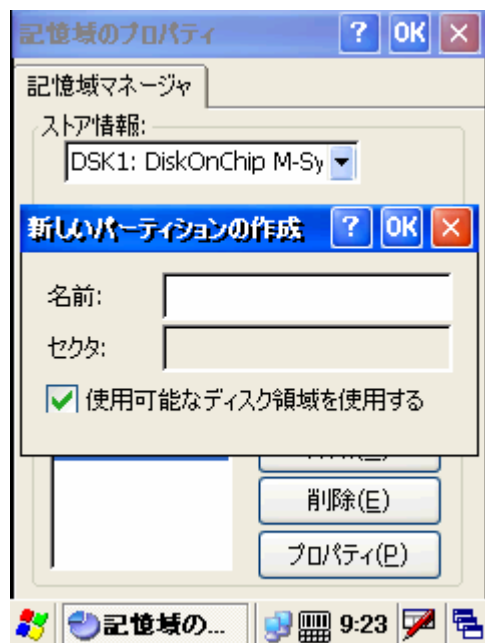 記憶域のプロパティ ? OK ×
記憶域マネージャ
ストア情報:
DSK1: DiskOnChip M-Sy
新しいパーティションの作成 ? OK ×
名前:
セクタ:
使用可能なディスク領域を使用する
削除(E)
プロパティ(P)
記憶域の... 9:23